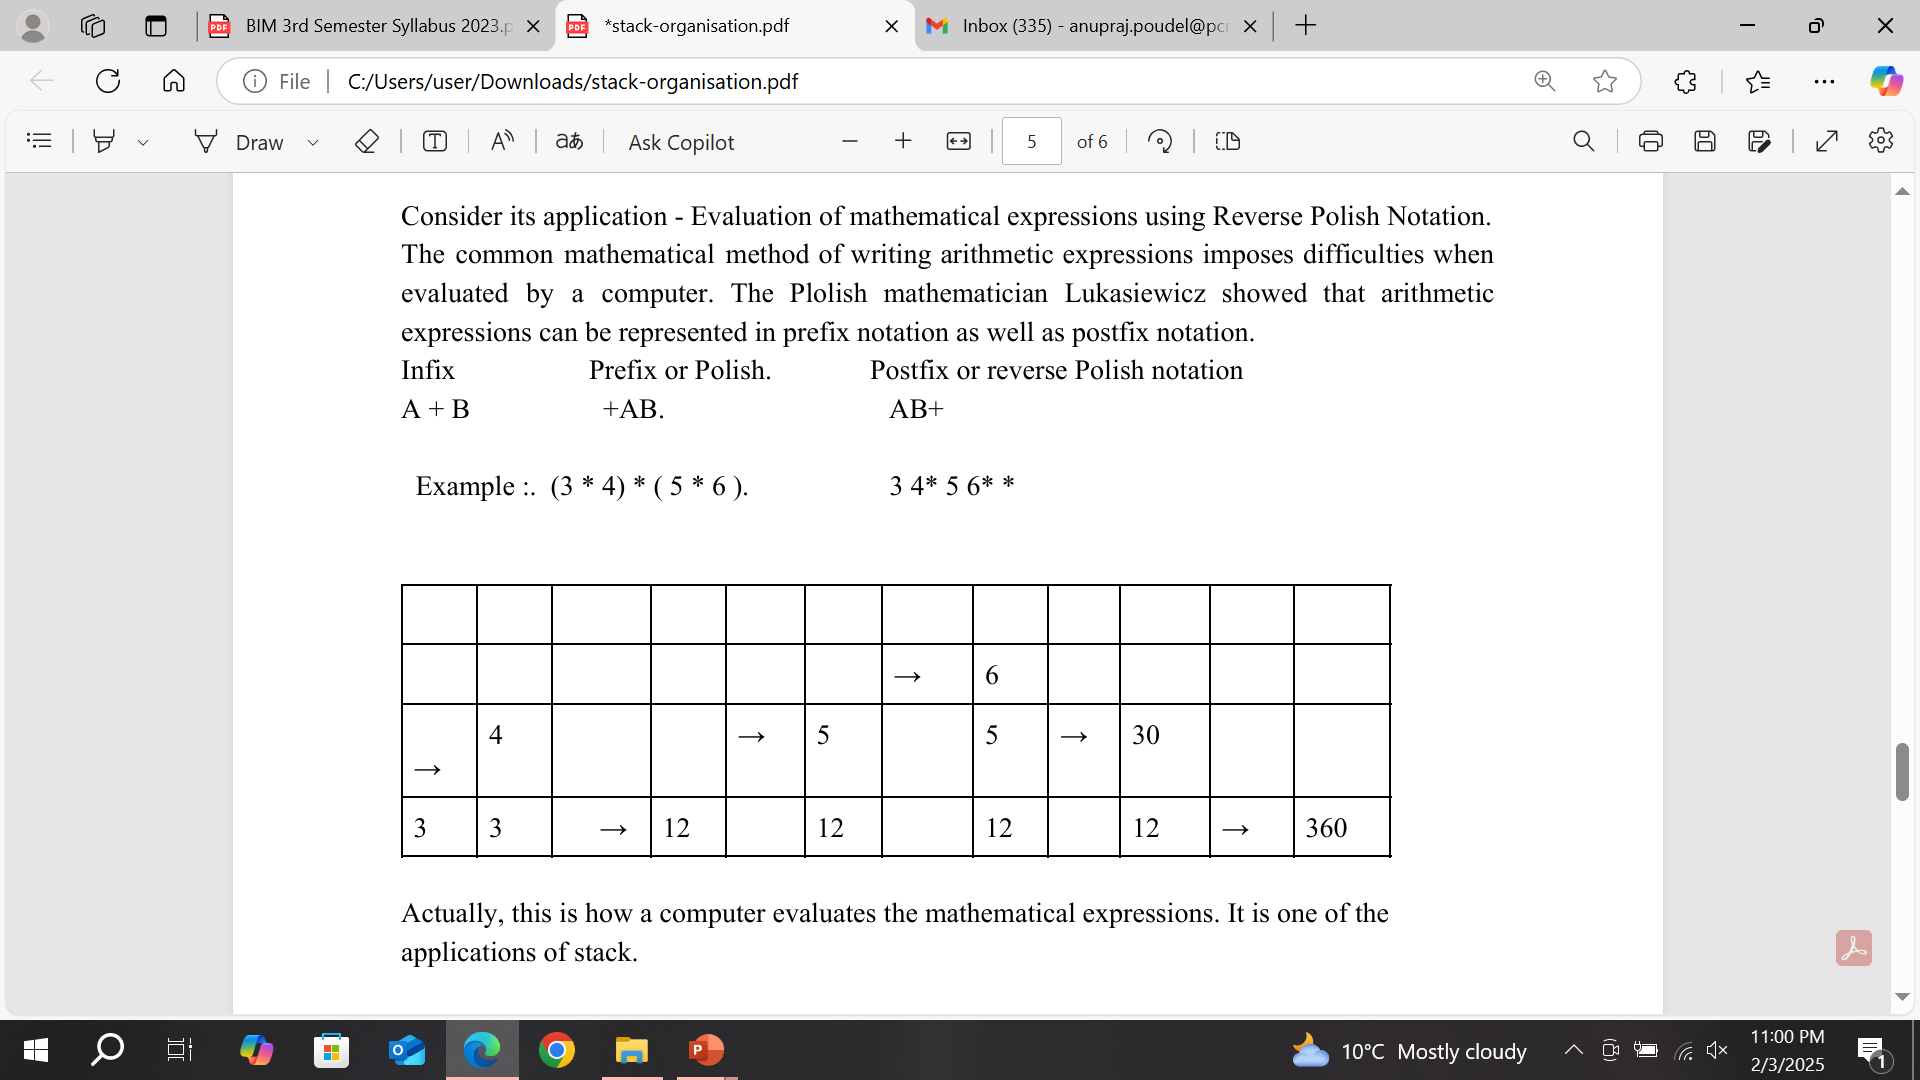 BIM 3rd Semester Syllabus 2023.p
*stack-organisation.pdf
Inbox (335) - anupraj.poudel@pcr
File
C:/Users/user/Downloads/stack-organisation.pdf
Draw
Ask Copilot
5
of 6
Consider its application - Evaluation of mathematical expressions using Reverse Polish Notation.
The common mathematical method of writing arithmetic expressions imposes difficulties when
evaluated by a computer. The Plolish mathematician Lukasiewicz showed that arithmetic
expressions can be represented in prefix notation as well as postfix notation.
Infix Prefix or Polish. Postfix or reverse Polish notation
A + B +AB. AB+
Example :. (3 * 4) * ( 5 * 6 ). 3 4* 5 6* *
→ 6
4 → 5 5 → 30
→
3 3 → 12 12 12 12 → 360
Actually, this is how a computer evaluates the mathematical expressions. It is one of the
applications of stack.
10°C Mostly cloudy
11:00 PM
2/3/2025
1